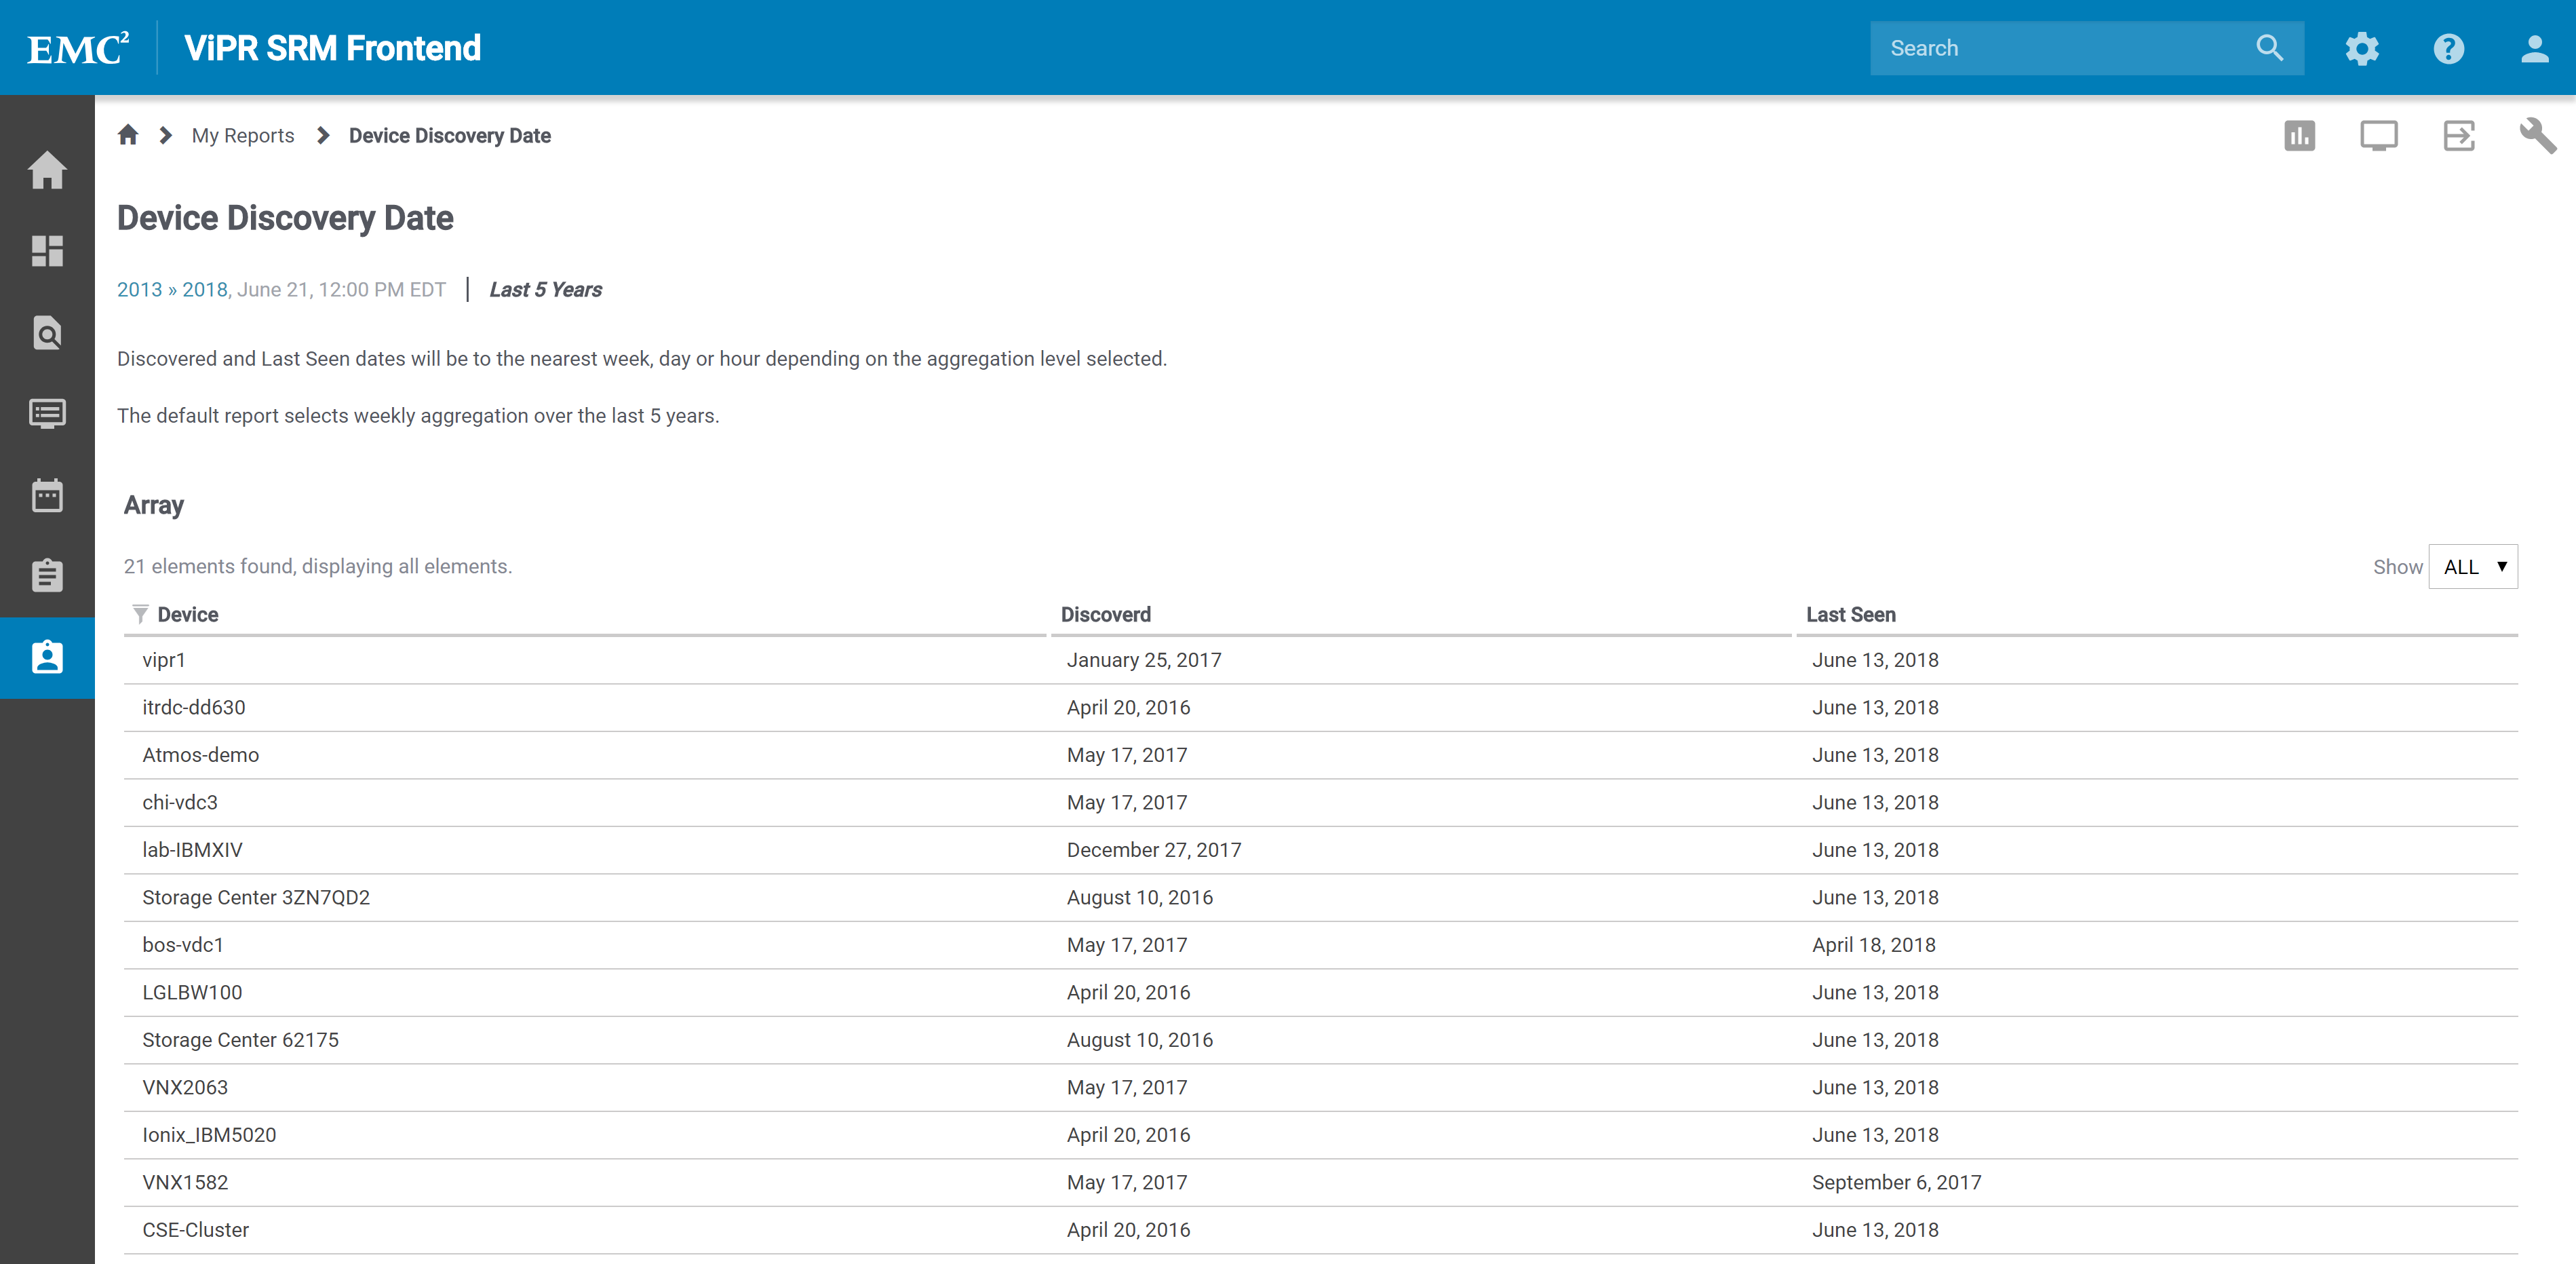 EMC² ViPR SRM Frontend Search
My Reports Device Discovery Date
Device Discovery Date
2013 » 2018, June 21, 12:00 PM EDT | Last 5 Years
Discovered and Last Seen dates will be to the nearest week, day or hour depending on the aggregation level selected.
The default report selects weekly aggregation over the last 5 years.
Array
21 elements found, displaying all elements. Show ALL
Device Discoverd Last Seen
vipr1 January 25, 2017 June 13, 2018
itrdc-dd630 April 20, 2016 June 13, 2018
Atmos-demo May 17, 2017 June 13, 2018
chi-vdc3 May 17, 2017 June 13, 2018
lab-IBMXIV December 27, 2017 June 13, 2018
Storage Center 3ZN7QD2 August 10, 2016 June 13, 2018
bos-vdc1 May 17, 2017 April 18, 2018
LGLBW100 April 20, 2016 June 13, 2018
Storage Center 62175 August 10, 2016 June 13, 2018
VNX2063 May 17, 2017 June 13, 2018
Ionix_IBM5020 April 20, 2016 June 13, 2018
VNX1582 May 17, 2017 September 6, 2017
CSE-Cluster April 20, 2016 June 13, 2018